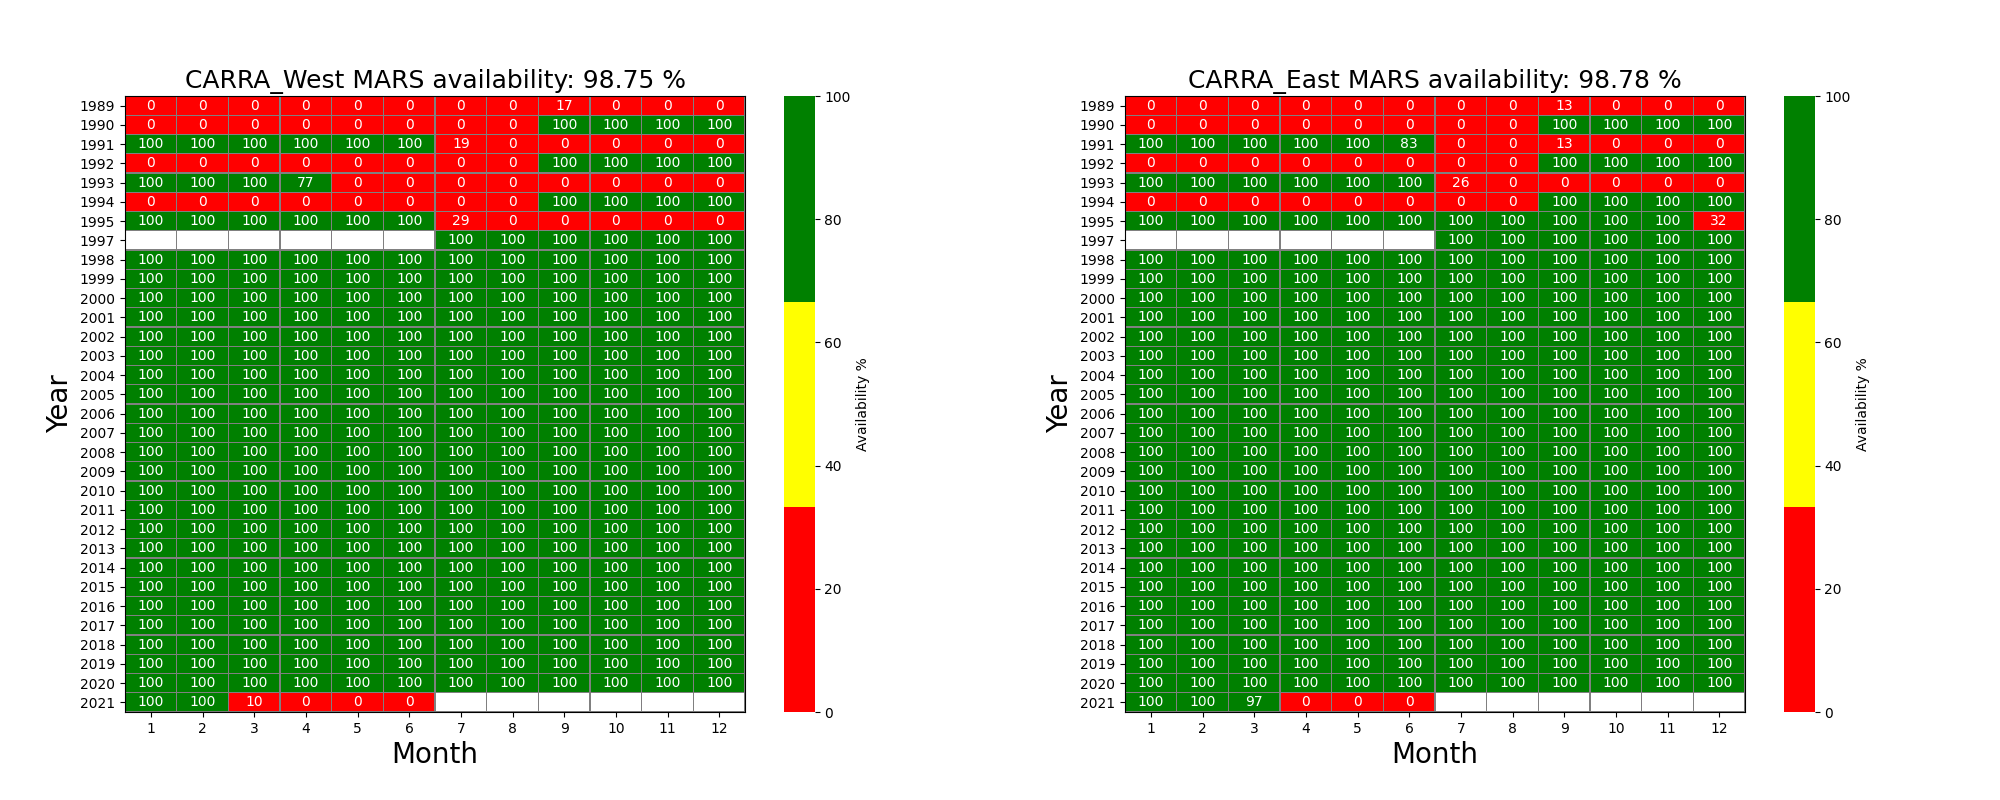 CARRA_West MARS availability: 98.75 %
1989 0 0 0 0 0 0 0 0 17 0 0 0
1990 0 0 0 0 0 0 0 0 100 100 100 100
1991 100 100 100 100 100 100 19 0 0 0 0 0
1992 0 0 0 0 0 0 0 0 100 100 100 100
1993 100 100 100 77 0 0 0 0 0 0 0 0
1994 0 0 0 0 0 0 0 0 100 100 100 100
1995 100 100 100 100 100 100 29 0 0 0 0 0
1997 100 100 100 100 100 100
1998 100 100 100 100 100 100 100 100 100 100 100 100
1999 100 100 100 100 100 100 100 100 100 100 100 100
2000 100 100 100 100 100 100 100 100 100 100 100 100
2001 100 100 100 100 100 100 100 100 100 100 100 100
2002 100 100 100 100 100 100 100 100 100 100 100 100
2003 100 100 100 100 100 100 100 100 100 100 100 100
2004 100 100 100 100 100 100 100 100 100 100 100 100
2005 100 100 100 100 100 100 100 100 100 100 100 100
2006 100 100 100 100 100 100 100 100 100 100 100 100
2007 100 100 100 100 100 100 100 100 100 100 100 100
2008 100 100 100 100 100 100 100 100 100 100 100 100
2009 100 100 100 100 100 100 100 100 100 100 100 100
2010 100 100 100 100 100 100 100 100 100 100 100 100
2011 100 100 100 100 100 100 100 100 100 100 100 100
2012 100 100 100 100 100 100 100 100 100 100 100 100
2013 100 100 100 100 100 100 100 100 100 100 100 100
2014 100 100 100 100 100 100 100 100 100 100 100 100
2015 100 100 100 100 100 100 100 100 100 100 100 100
2016 100 100 100 100 100 100 100 100 100 100 100 100
2017 100 100 100 100 100 100 100 100 100 100 100 100
2018 100 100 100 100 100 100 100 100 100 100 100 100
2019 100 100 100 100 100 100 100 100 100 100 100 100
2020 100 100 100 100 100 100 100 100 100 100 100 100
2021 100 100 10 0 0 0
1 2 3 4 5 6 7 8 9 10 11 12
Month
Year
100
80
60
40
20
0
Availability %
CARRA_East MARS availability: 98.78 %
1989 0 0 0 0 0 0 0 0 13 0 0 0
1990 0 0 0 0 0 0 0 0 100 100 100 100
1991 100 100 100 100 100 83 0 0 13 0 0 0
1992 0 0 0 0 0 0 0 0 100 100 100 100
1993 100 100 100 100 100 100 26 0 0 0 0 0
1994 0 0 0 0 0 0 0 0 100 100 100 100
1995 100 100 100 100 100 100 100 100 100 100 100 32
1997 100 100 100 100 100 100
1998 100 100 100 100 100 100 100 100 100 100 100 100
1999 100 100 100 100 100 100 100 100 100 100 100 100
2000 100 100 100 100 100 100 100 100 100 100 100 100
2001 100 100 100 100 100 100 100 100 100 100 100 100
2002 100 100 100 100 100 100 100 100 100 100 100 100
2003 100 100 100 100 100 100 100 100 100 100 100 100
2004 100 100 100 100 100 100 100 100 100 100 100 100
2005 100 100 100 100 100 100 100 100 100 100 100 100
2006 100 100 100 100 100 100 100 100 100 100 100 100
2007 100 100 100 100 100 100 100 100 100 100 100 100
2008 100 100 100 100 100 100 100 100 100 100 100 100
2009 100 100 100 100 100 100 100 100 100 100 100 100
2010 100 100 100 100 100 100 100 100 100 100 100 100
2011 100 100 100 100 100 100 100 100 100 100 100 100
2012 100 100 100 100 100 100 100 100 100 100 100 100
2013 100 100 100 100 100 100 100 100 100 100 100 100
2014 100 100 100 100 100 100 100 100 100 100 100 100
2015 100 100 100 100 100 100 100 100 100 100 100 100
2016 100 100 100 100 100 100 100 100 100 100 100 100
2017 100 100 100 100 100 100 100 100 100 100 100 100
2018 100 100 100 100 100 100 100 100 100 100 100 100
2019 100 100 100 100 100 100 100 100 100 100 100 100
2020 100 100 100 100 100 100 100 100 100 100 100 100
2021 100 100 97 0 0 0
1 2 3 4 5 6 7 8 9 10 11 12
Month
Year
100
80
60
40
20
0
Availability %